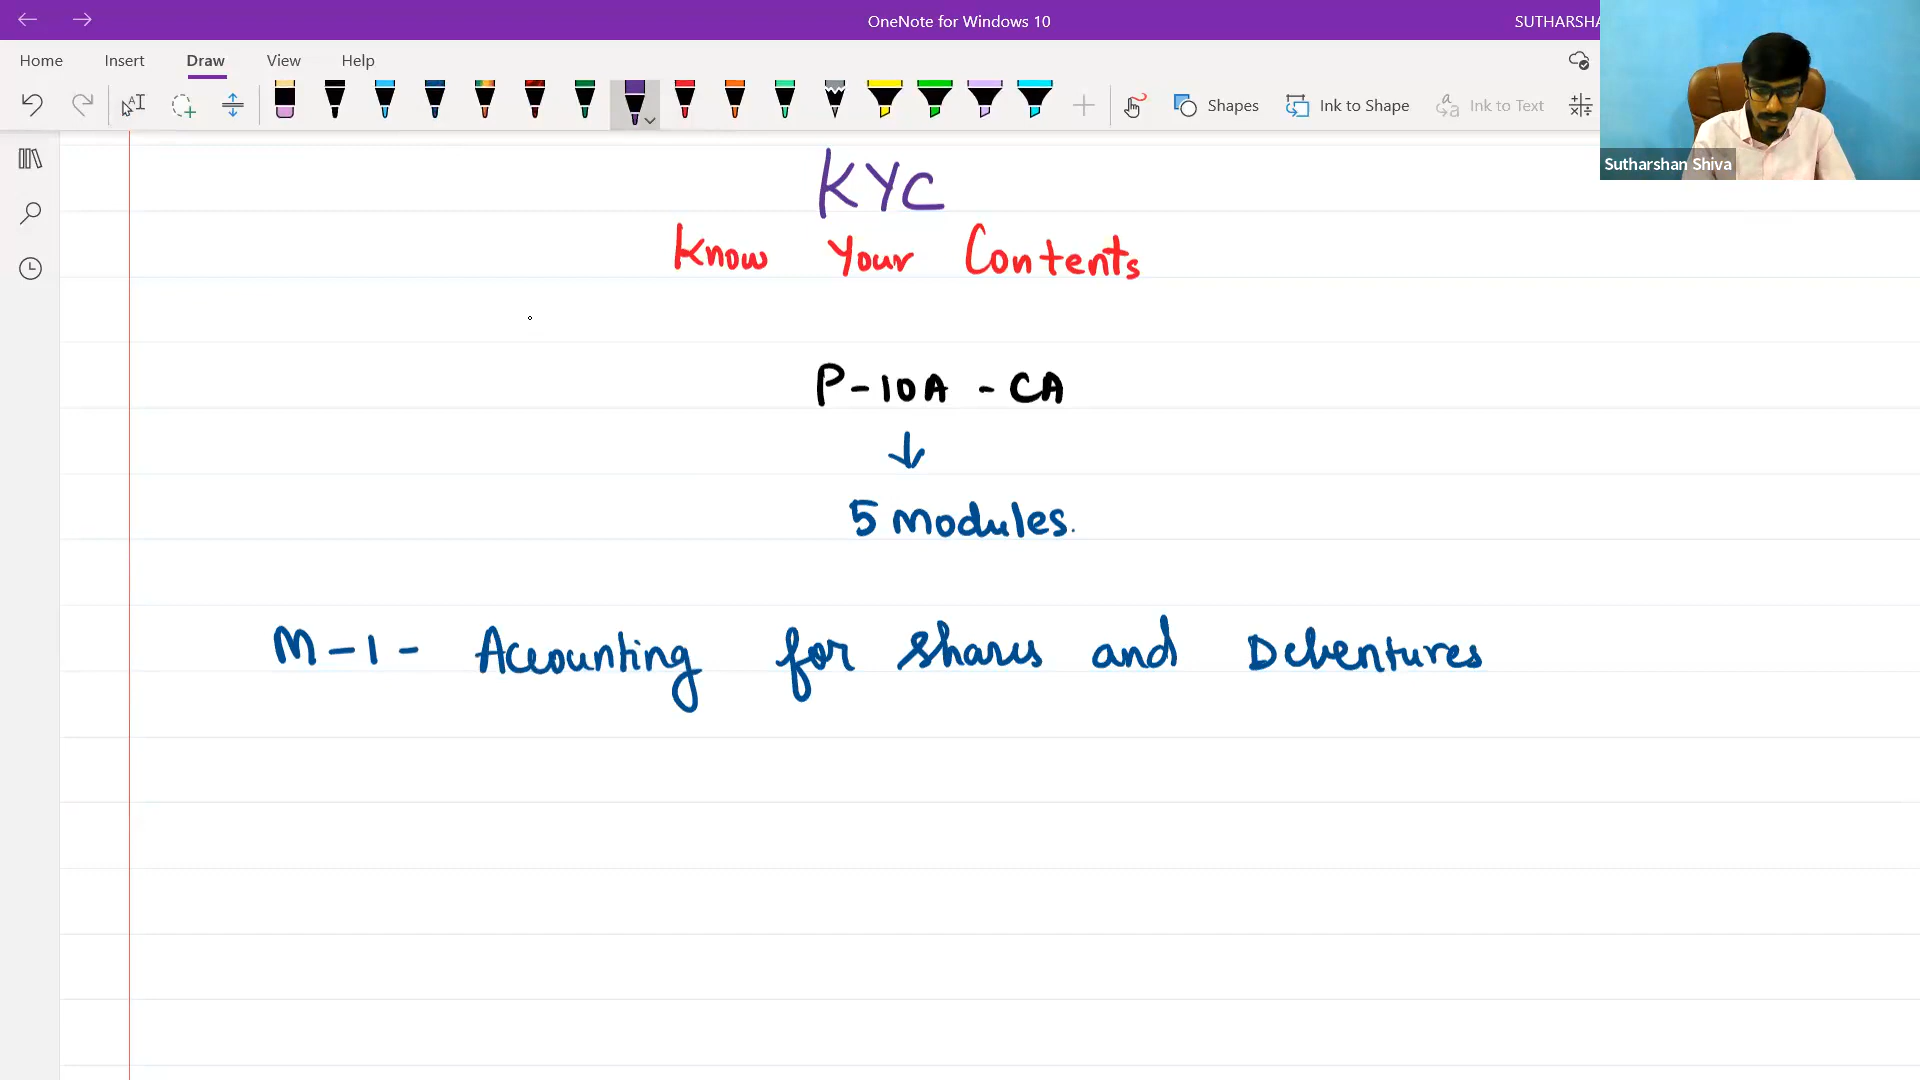 OneNote for Windows 10
SUTHARSHA
Home Insert Draw View Help
Shapes Ink to Shape Ink to Text
Sutharshan Shiva
KYC
Know Your Contents
P-10A - CA
5 modules.
M-1- Accounting for shares and Debentures